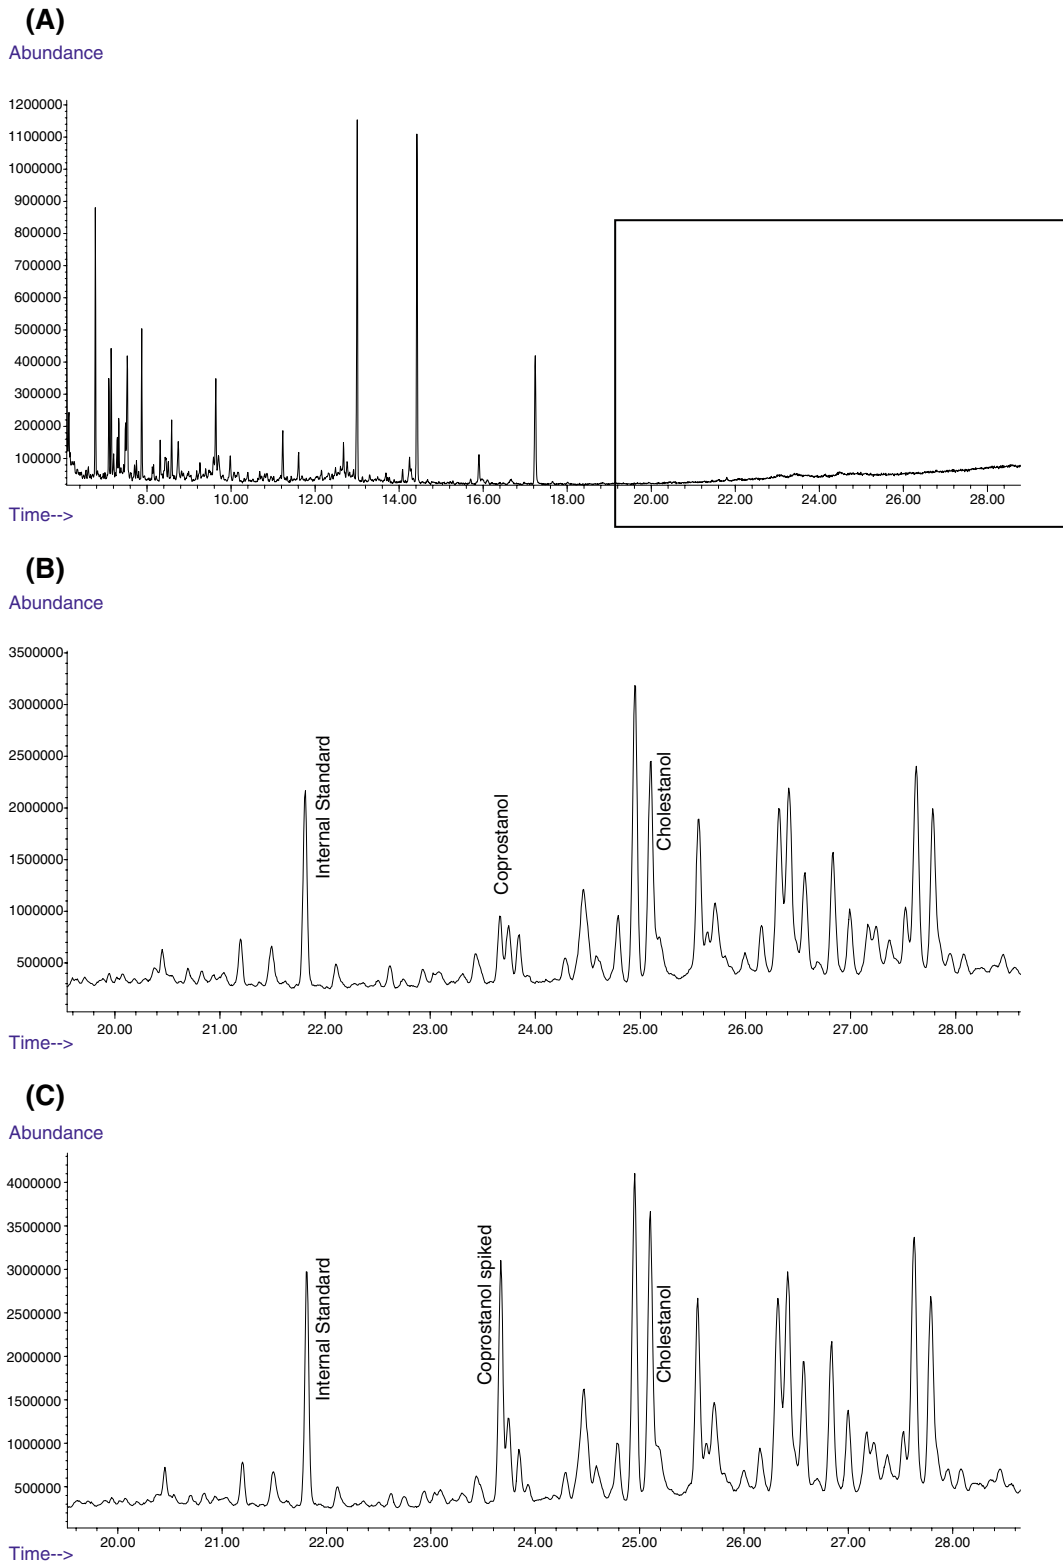 (A)
Abundance
1200000
1100000
1000000
900000
800000
700000
600000
500000
400000
300000
200000
100000
8.00 10.00 12.00 14.00 16.00 18.00 20.00 22.00 24.00 26.00 28.00
Time-->
(B)
Abundance
3500000
3000000
2500000
2000000
1500000
1000000
500000
Internal Standard
Coprostanol
Cholestanol
20.00 21.00 22.00 23.00 24.00 25.00 26.00 27.00 28.00
Time-->
(C)
Abundance
4000000
3500000
3000000
2500000
2000000
1500000
1000000
500000
Internal Standard
Coprostanol spiked
Cholestanol
20.00 21.00 22.00 23.00 24.00 25.00 26.00 27.00 28.00
Time-->